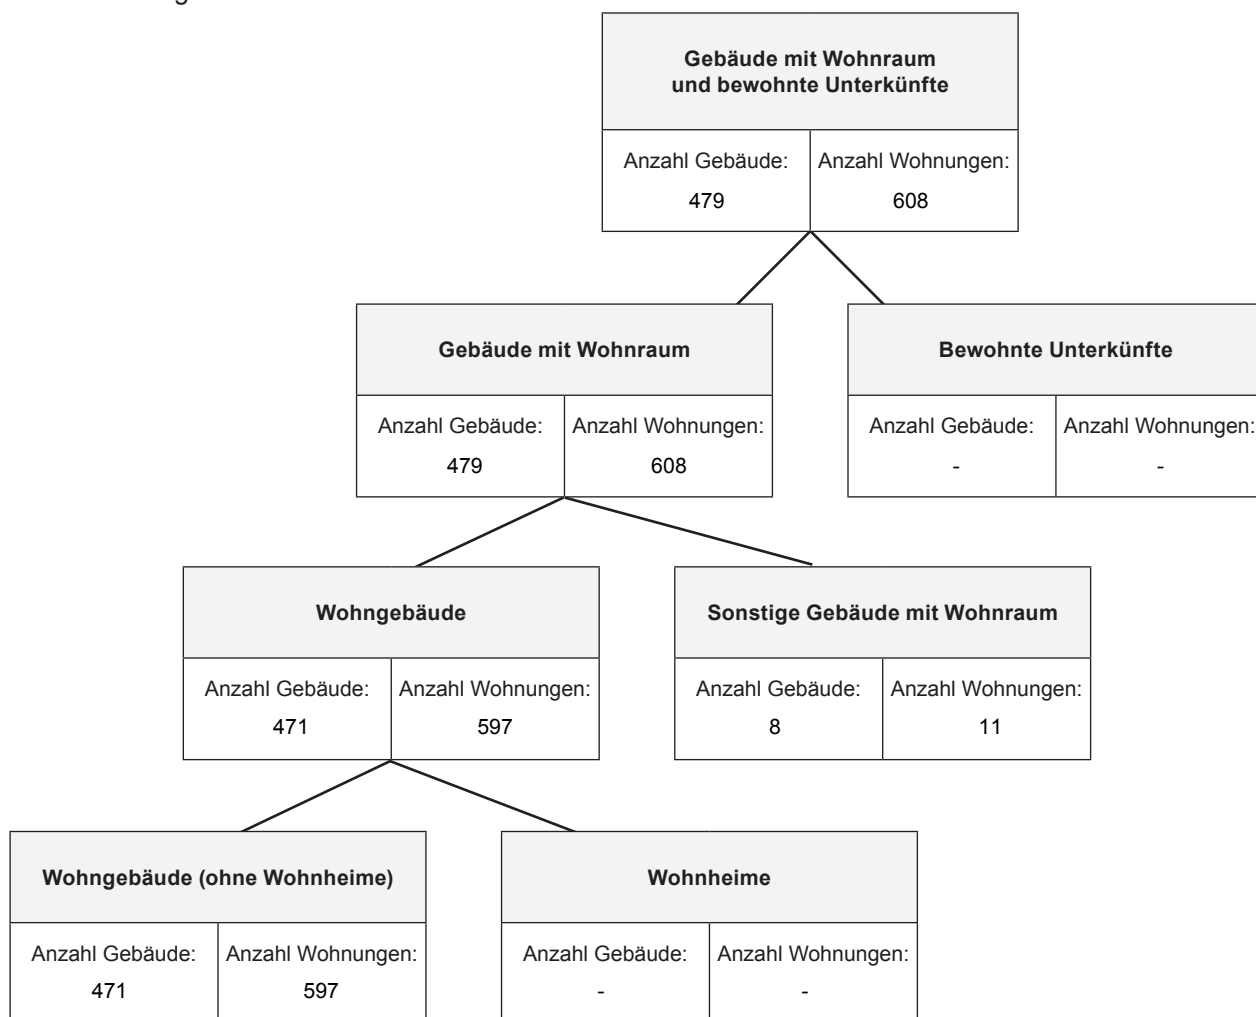 Gebäude mit Wohnraum
und bewohnte Unterkünfte
Anzahl Gebäude: Anzahl Wohnungen:
479 608
Gebäude mit Wohnraum
Anzahl Gebäude: Anzahl Wohnungen:
479 608
Bewohnte Unterkünfte
Anzahl Gebäude: Anzahl Wohnungen:
- -
Wohngebäude
Anzahl Gebäude: Anzahl Wohnungen:
471 597
Sonstige Gebäude mit Wohnraum
Anzahl Gebäude: Anzahl Wohnungen:
8 11
Wohngebäude (ohne Wohnheime)
Anzahl Gebäude: Anzahl Wohnungen:
471 597
Wohnheime
Anzahl Gebäude: Anzahl Wohnungen:
- -